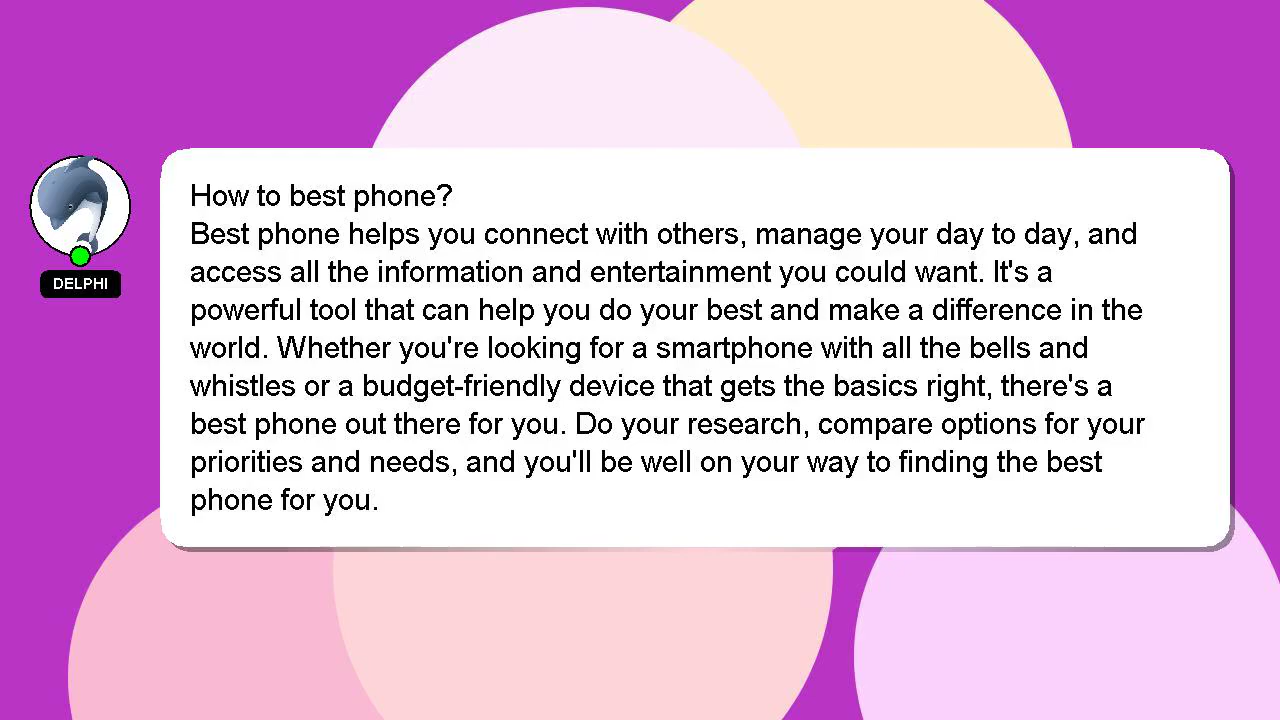 How to best phone?
Best phone helps you connect with others, manage your day to day, and
access all the information and entertainment you could want. It's a
powerful tool that can help you do your best and make a difference in the
world. Whether you're looking for a smartphone with all the bells and
whistles or a budget-friendly device that gets the basics right, there's a
best phone out there for you. Do your research, compare options for your
priorities and needs, and you'll be well on your way to finding the best
phone for you.
DELPHI